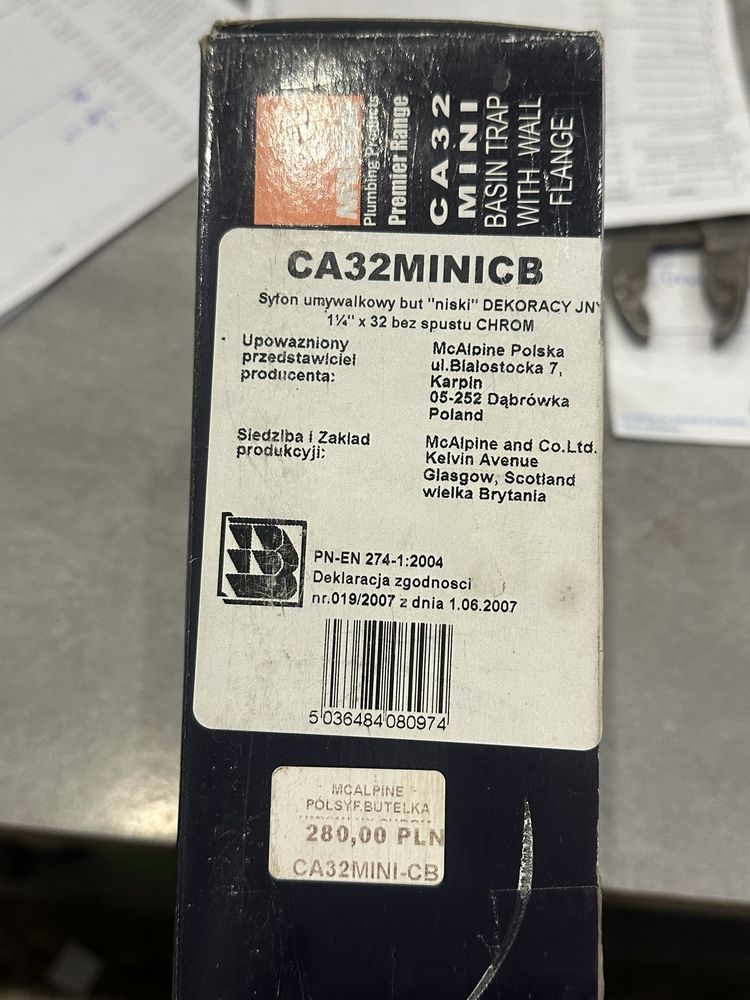 Plumbing Products
Premier Range
CA32
MINI
BASIN TRAP
WITH WALL
FLANGE
CA32MINICB
Syfon umywalkowy but "niski" DEKORACYJNY
1¼" x 32 bez spustu CHROM
Upoważniony
przedstawiciel
producenta:
McAlpine Polska
ul.Bialostocka 7,
Karpin
05-252 Dąbrówka
Poland
Siedziba i Zaklad
produkcyji:
McAlpine and Co.Ltd.
Kelvin Avenue
Glasgow, Scotland
wielka Brytania
B
PN-EN 274-1:2004
Deklaracja zgodnosci
nr.019/2007 z dnia 1.06.2007
5 036484 080974
MCALPINE -
PÓLSYF.BUTELKA
280,00 PLN
CA32MINI-CB